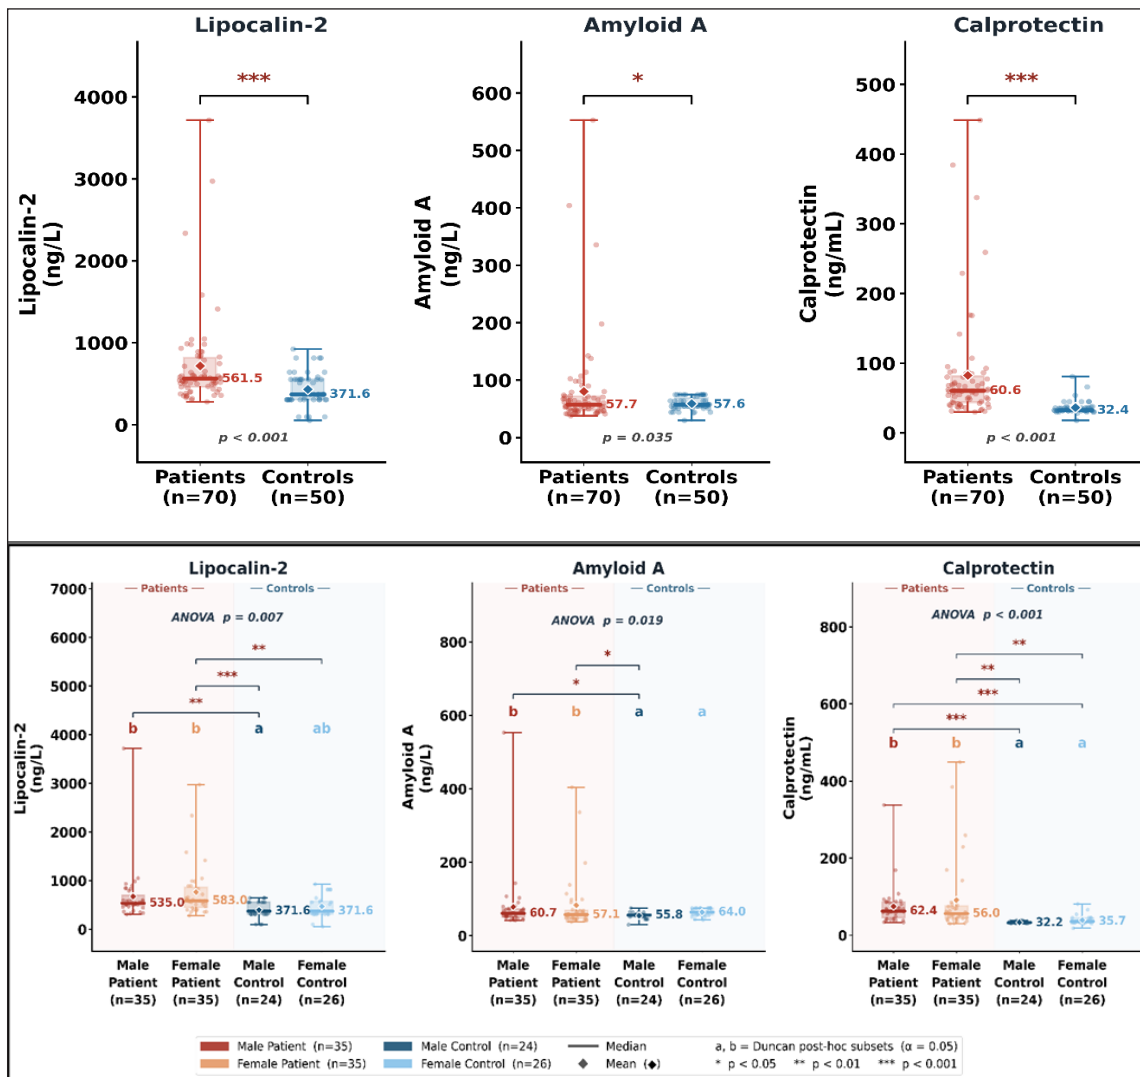 Lipocalin-2
Amyloid A
Calprotectin
***
*
***
Lipocalin-2
(ng/L)
4000
3000
2000
1000
0
561.5
371.6
p < 0.001
Patients
(n=70)
Controls
(n=50)
Amyloid A
(ng/L)
600
500
400
300
200
100
0
57.7
57.6
p = 0.035
Patients
(n=70)
Controls
(n=50)
Calprotectin
(ng/mL)
500
400
300
200
100
0
60.6
32.4
p < 0.001
Patients
(n=70)
Controls
(n=50)
Lipocalin-2
Patients
Controls
ANOVA p = 0.007
**
***
**
b
b
a
ab
Lipocalin-2
(ng/L)
7000
6000
5000
4000
3000
2000
1000
0
535.0
583.0
371.6
371.6
Male
Patient
(n=35)
Female
Patient
(n=35)
Male
Control
(n=24)
Female
Control
(n=26)
Amyloid A
Patients
Controls
ANOVA p = 0.019
*
*
b
b
a
a
Amyloid A
(ng/L)
800
600
400
200
0
60.7
57.1
55.8
64.0
Male
Patient
(n=35)
Female
Patient
(n=35)
Male
Control
(n=24)
Female
Control
(n=26)
Calprotectin
Patients
Controls
ANOVA p < 0.001
**
**
***
***
b
b
a
a
Calprotectin
(ng/mL)
800
600
400
200
0
62.4
56.0
32.2
35.7
Male
Patient
(n=35)
Female
Patient
(n=35)
Male
Control
(n=24)
Female
Control
(n=26)
Male Patient (n=35)
Female Patient (n=35)
Male Control (n=24)
Female Control (n=26)
Median
Mean (◆)
a, b = Duncan post-hoc subsets (α = 0.05)
* p < 0.05 ** p < 0.01 *** p < 0.001